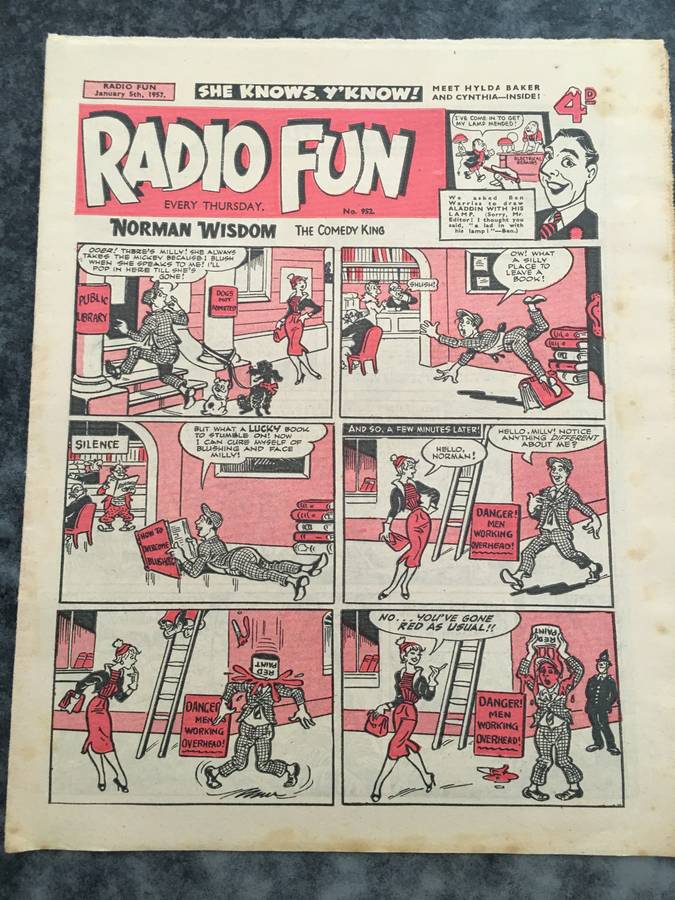 RADIO FUN
January 5th, 1957.
SHE KNOWS, Y'KNOW!
MEET HYLDA BAKER
AND CYNTHIA—INSIDE!
4D
RADIO FUN
EVERY THURSDAY.
No. 952.
I'VE COME IN TO GET
MY LAMP MENDED!
ELECTRICAL
REPAIRS
We asked Ben
Warriss to draw
ALADDIN WITH HIS
LAMP. (Sorry, Mr.
Editor! I thought you
said, "a lad in with
his lamp!"—Ben.)
NORMAN WISDOM
THE COMEDY KING
OOER! THERE'S MILLY! SHE ALWAYS
TAKES THE MICKEY BECAUSE I BLUSH
WHEN SHE SPEAKS TO ME! I'LL
POP IN HERE TILL SHE'S
GONE!
PUBLIC
LIBRARY
DOGS
NOT
ADMITTED
SHUSH!
OW! WHAT
A SILLY
PLACE TO
LEAVE A
BOOK!
SILENCE
BUT WHAT A LUCKY BOOK
TO STUMBLE ON! NOW
I CAN CURE MYSELF OF
BLUSHING AND FACE
MILLY!
HOW TO
OVERCOME
BLUSHING
AND SO, A FEW MINUTES LATER!
HELLO,
NORMAN!
HELLO, MILLY! NOTICE
ANYTHING DIFFERENT
ABOUT ME?
DANGER!
MEN
WORKING
OVERHEAD!
DANGER
MEN
WORKING
OVERHEAD!
RED
PAINT
NO... YOU'VE GONE
RED AS USUAL!!
RED
PAINT
DANGER!
MEN
WORKING
OVERHEAD!